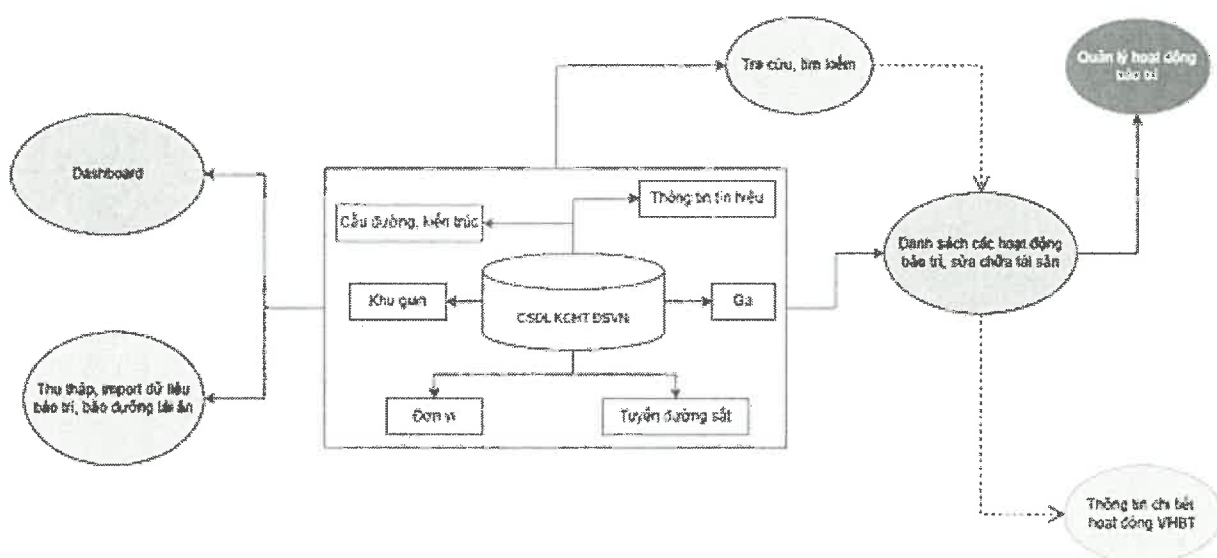 Tra cứu, tìm kiếm
Quản lý hoạt động
bảo trì
Dashboard
Thông tin tín hiệu
Cầu đường, kiến trúc
Danh sách các hoạt động
bảo trì, sửa chữa tài sản
Khu gian
CSDL KCHT ĐSVN
Ga
Thu thập, import dữ liệu
bảo trì, bảo dưỡng tài ản
Đơn vị
Tuyến đường sắt
Thông tin chi tiết
hoạt động VHBT